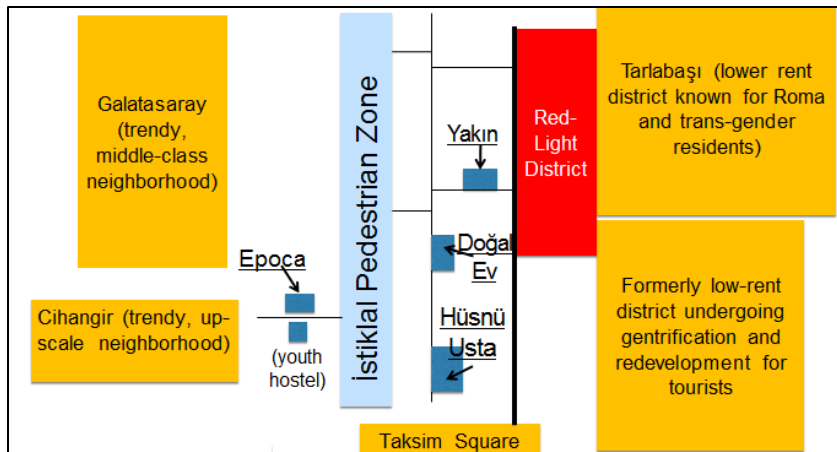 Galatasaray
(trendy,
middle-class
neighborhood)
Cihangir (trendy, up-
scale neighborhood)
Epoca
(youth
hostel)
İstiklal Pedestrian Zone
Yakın
Doğal
Ev
Hüsnü
Usta
Taksim Square
Red-
Light
District
Tarlabaşı (lower rent
district known for Roma
and trans-gender
residents)
Formerly low-rent
district undergoing
gentrification and
redevelopment for
tourists